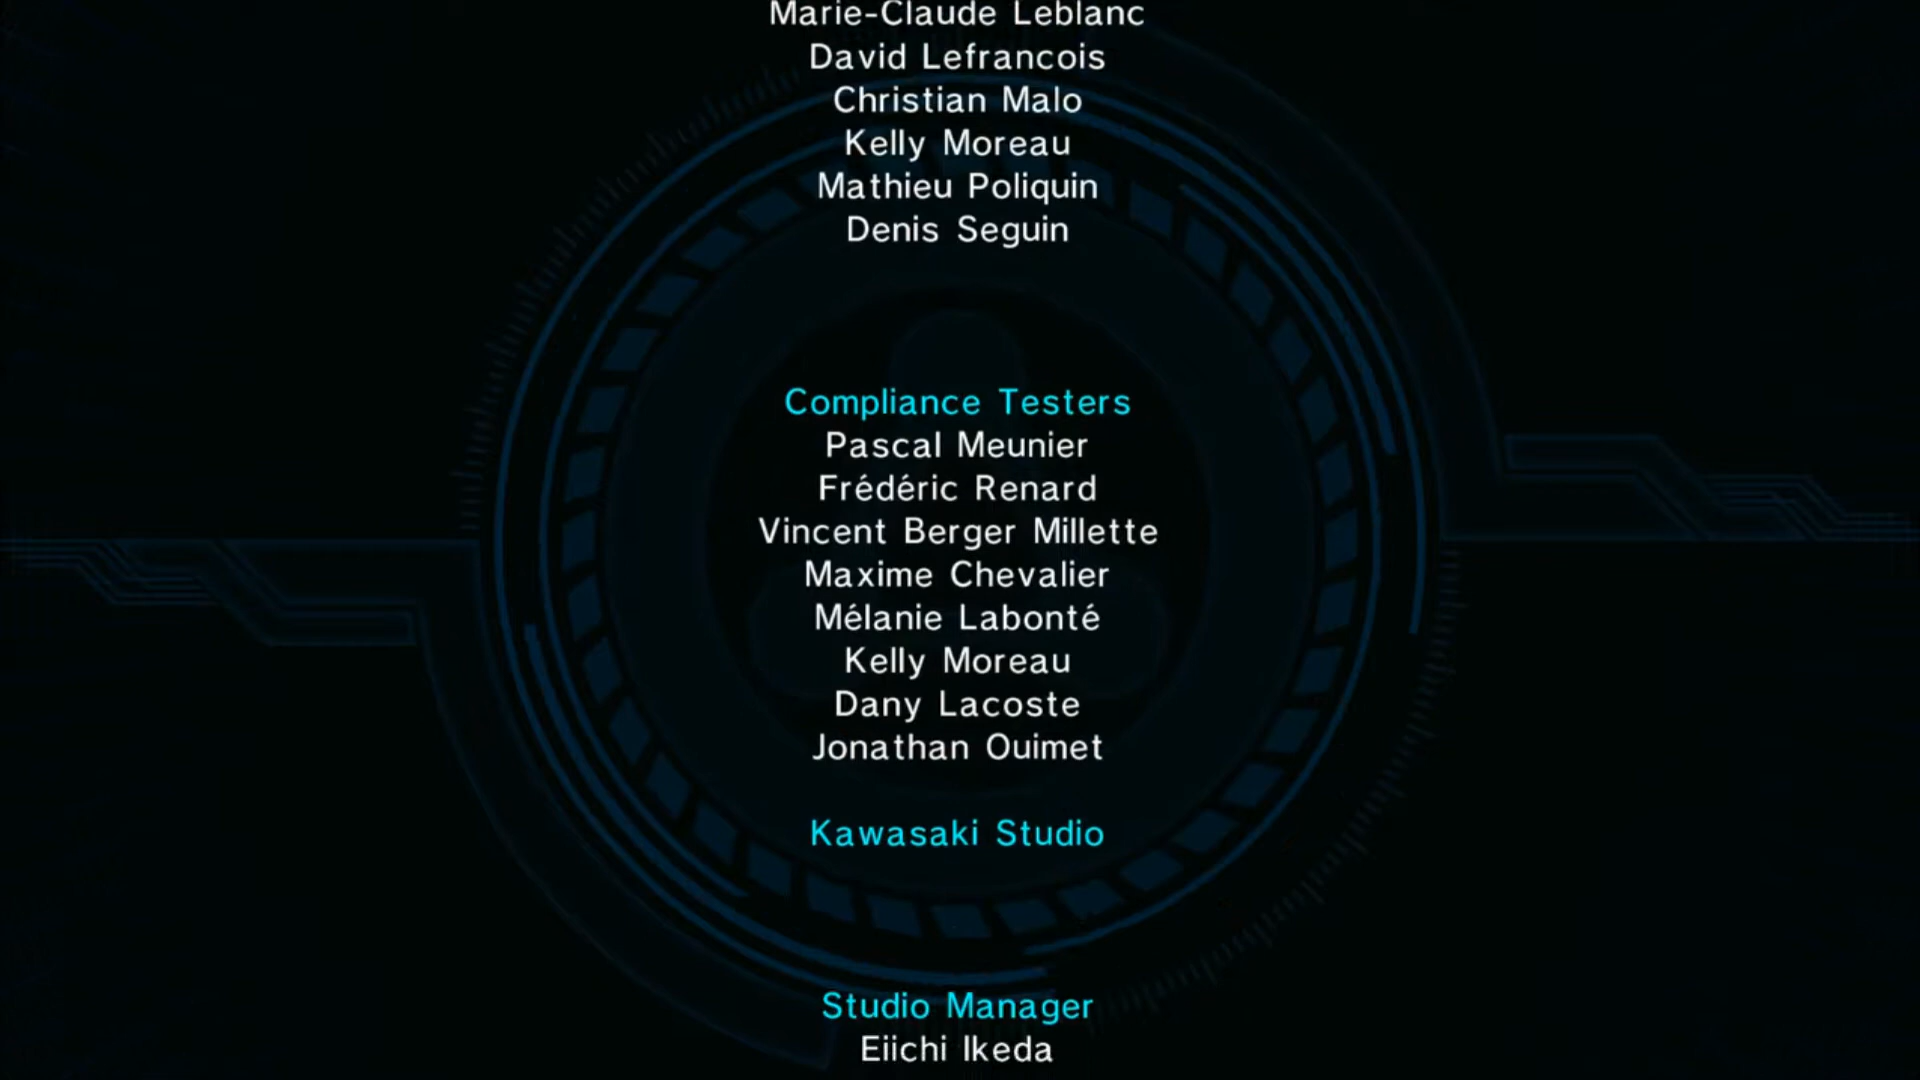 Marie-Claude Leblanc
David Lefrancois
Christian Malo
Kelly Moreau
Mathieu Poliquin
Denis Seguin
Compliance Testers
Pascal Meunier
Frédéric Renard
Vincent Berger Millette
Maxime Chevalier
Mélanie Labonté
Kelly Moreau
Dany Lacoste
Jonathan Ouimet
Kawasaki Studio
Studio Manager
Eiichi Ikeda